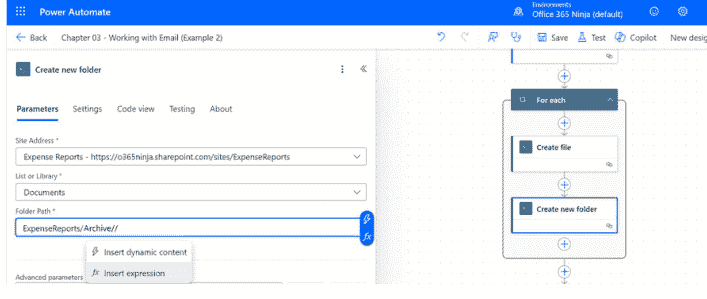 Power Automate
Environments
Office 365 Ninja (default)
Back
Chapter 03 - Working with Email (Example 2)
Save
Test
Copilot
New desig
Create new folder
Parameters
Settings
Code view
Testing
About
Site Address *
Expense Reports - https://o365ninja.sharepoint.com/sites/ExpenseReports
List or Library *
Documents
Folder Path *
ExpenseReports/Archive//
fx
Insert dynamic content
fx Insert expression
Advanced parameters
For each
Create file
Create new folder